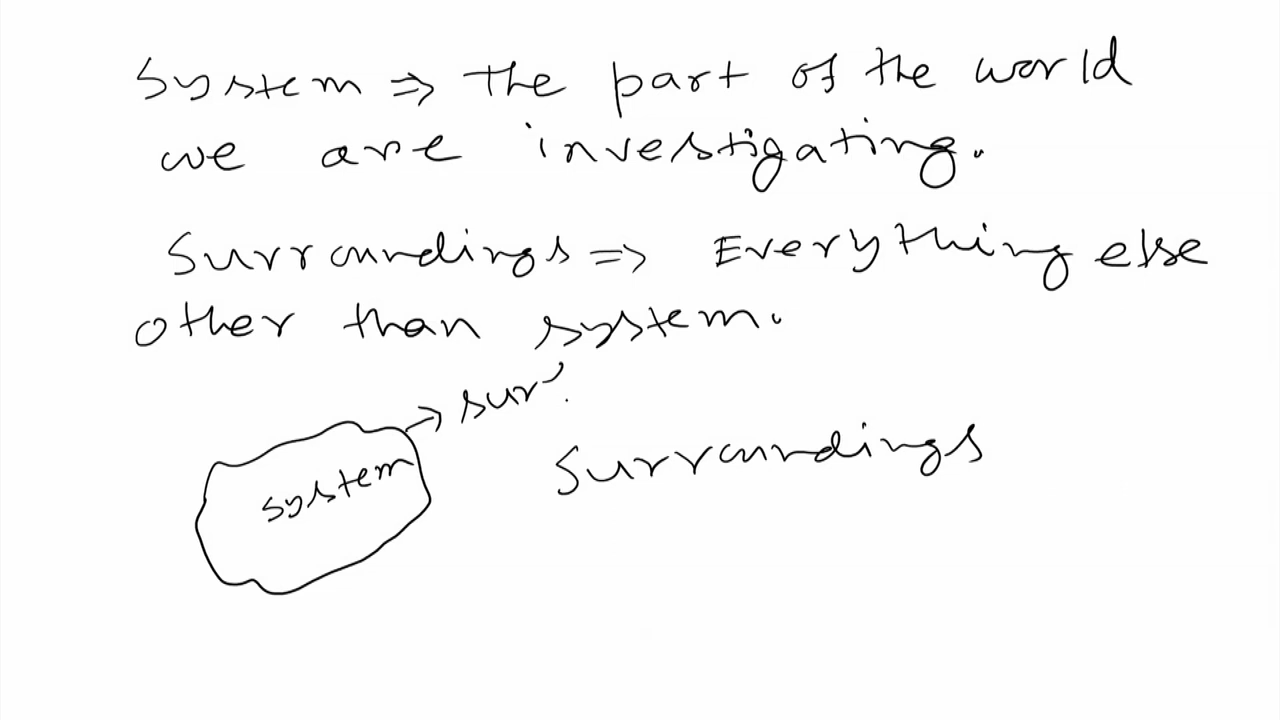 System ⇒ The part of the world
we are investigating.
Surroundings ⇒ Everything else
other than system.
→ sur
Surroundings
system